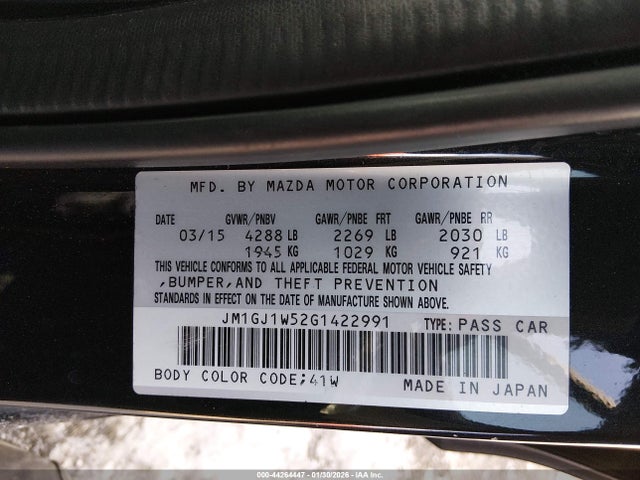 MFD. BY MAZDA MOTOR CORPORATION
DATE GVWR/PNBV GAWR/PNBE FRT GAWR/PNBE RR
03/15 4288 LB 2269 LB 2030 LB
1945 KG 1029 KG 921 KG
THIS VEHICLE CONFORMS TO ALL APPLICABLE FEDERAL MOTOR VEHICLE SAFETY
,BUMPER,AND THEFT PREVENTION
STANDARDS IN EFFECT ON THE DATE OF MANUFACTURE SHOWN ABOVE.
JM1GJ1W52G1422991 TYPE: PASS CAR
BODY COLOR CODE;41W MADE IN JAPAN
000-44264447 - 01/30/2026 - COPYRIGHT IAA, INC.